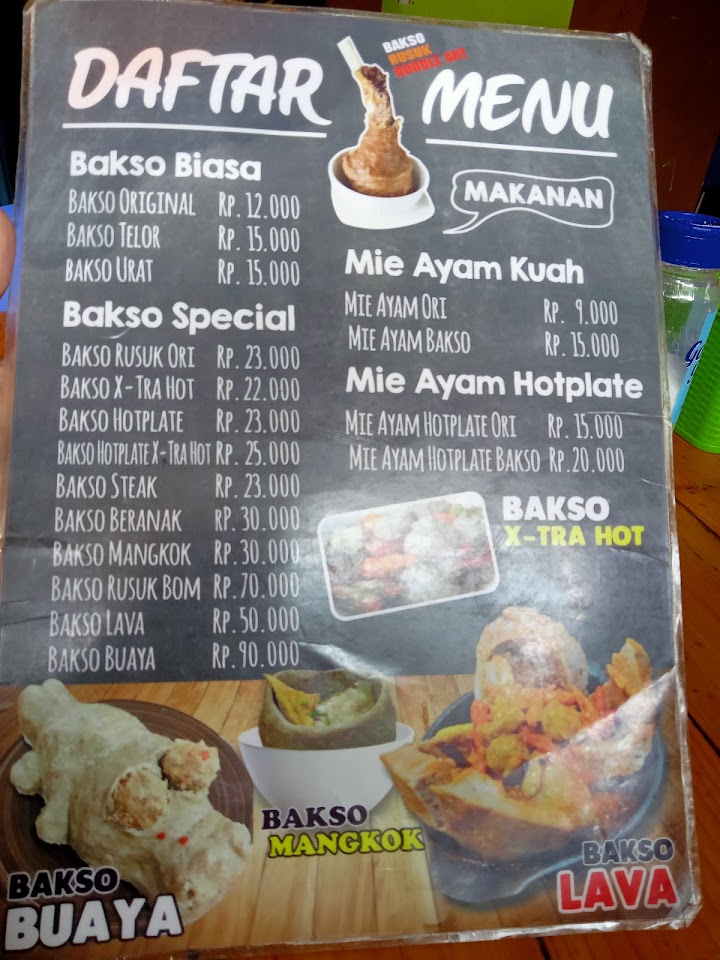 DAFTAR MENU
BAKSO
RUSUK
DOUBLE ART
MAKANAN
Bakso Biasa
BAKSO ORIGINAL RP. 12.000
BAKSO TELOR RP. 15.000
BAKSO URAT RP. 15.000
Bakso Special
BAKSO RUSUK ORI RP. 23.000
BAKSO X-TRA HOT RP. 22.000
BAKSO HOTPLATE RP. 23.000
BAKSO HOTPLATE X-TRA HOT RP. 25.000
BAKSO STEAK RP. 23.000
BAKSO BERANAK RP. 30.000
BAKSO MANGKOK RP. 30.000
BAKSO RUSUK BOM RP. 70.000
BAKSO LAVA RP. 50.000
BAKSO BUAYA RP. 90.000
Mie Ayam Kuah
MIE AYAM ORI RP. 9.000
MIE AYAM BAKSO RP. 15.000
Mie Ayam Hotplate
MIE AYAM HOTPLATE ORI RP. 15.000
MIE AYAM HOTPLATE BAKSO RP. 20.000
BAKSO
X-TRA HOT
BAKSO
BUAYA
BAKSO
MANGKOK
BAKSO
LAVA